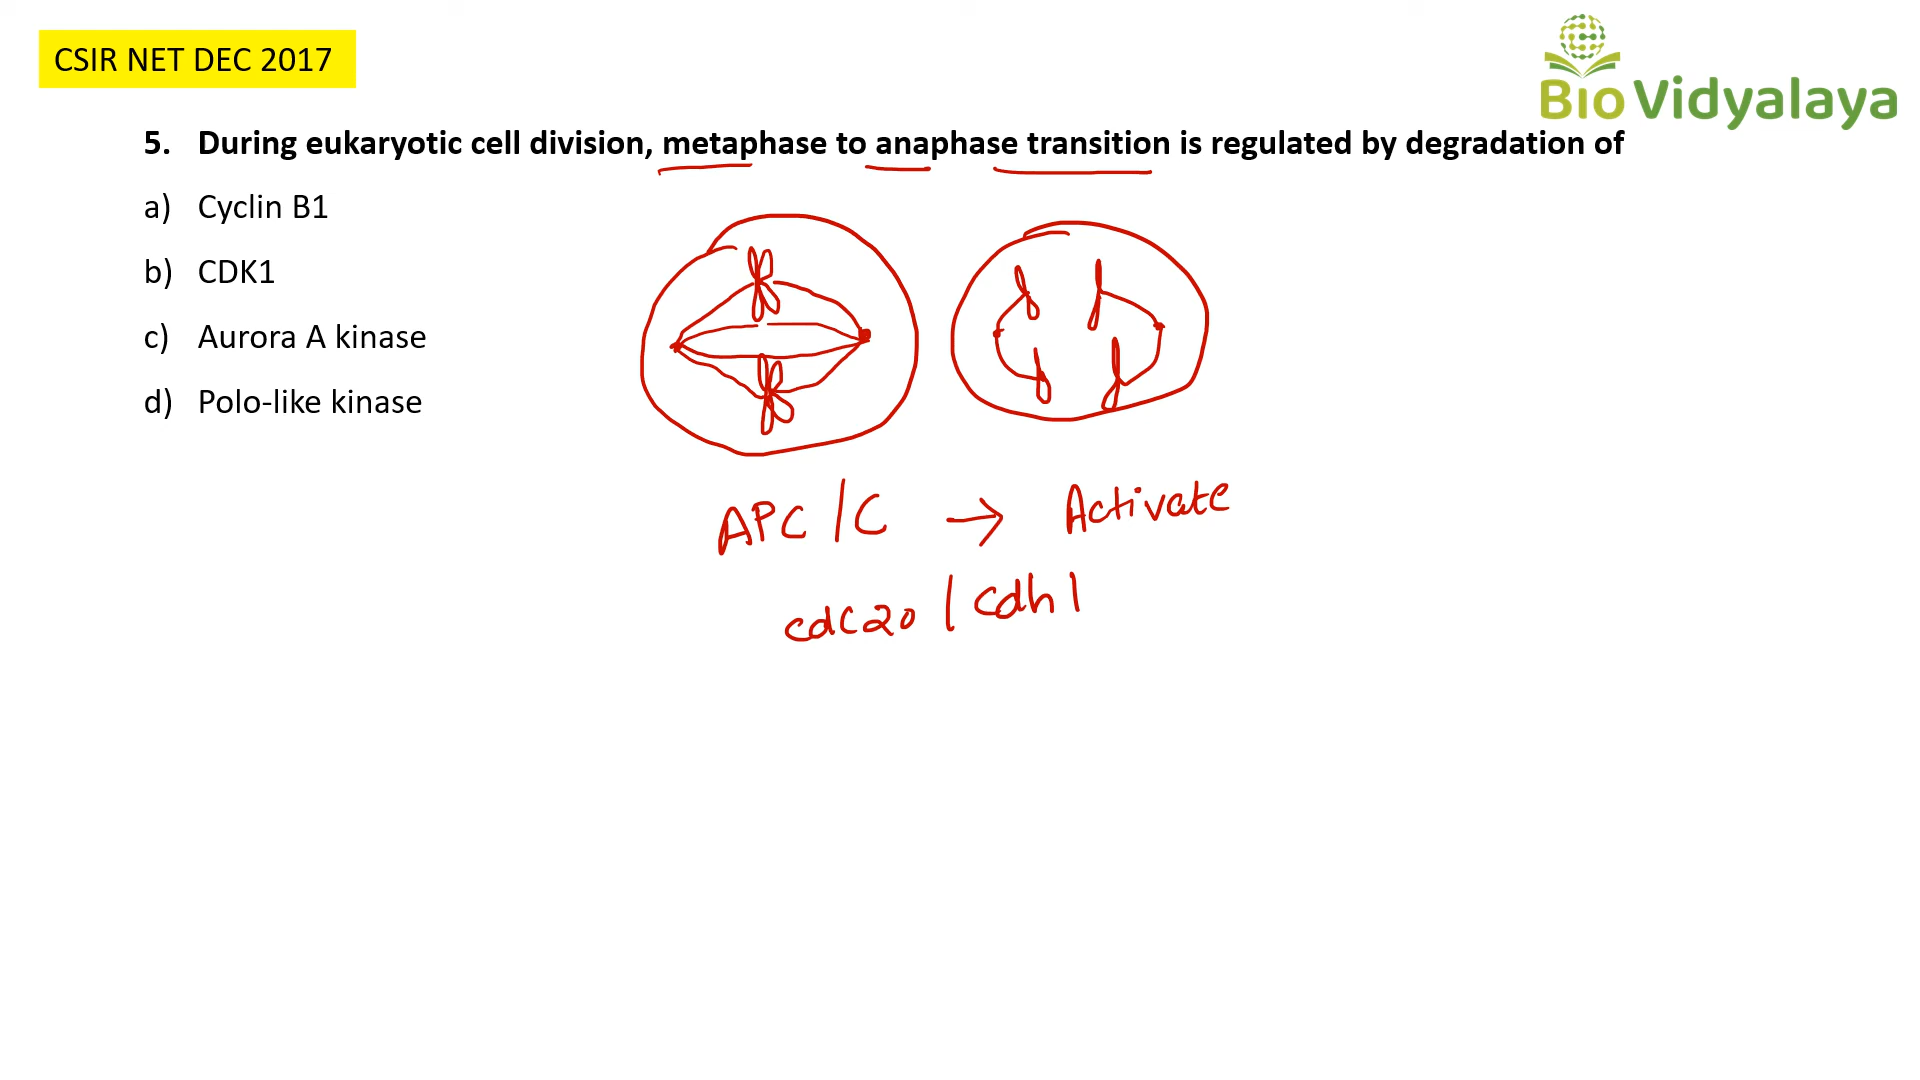 CSIR NET DEC 2017
Bio Vidyalaya
5. During eukaryotic cell division, metaphase to anaphase transition is regulated by degradation of
a) Cyclin B1
b) CDK1
c) Aurora A kinase
d) Polo-like kinase
APC/C → Activate
cdc20 / cdh1